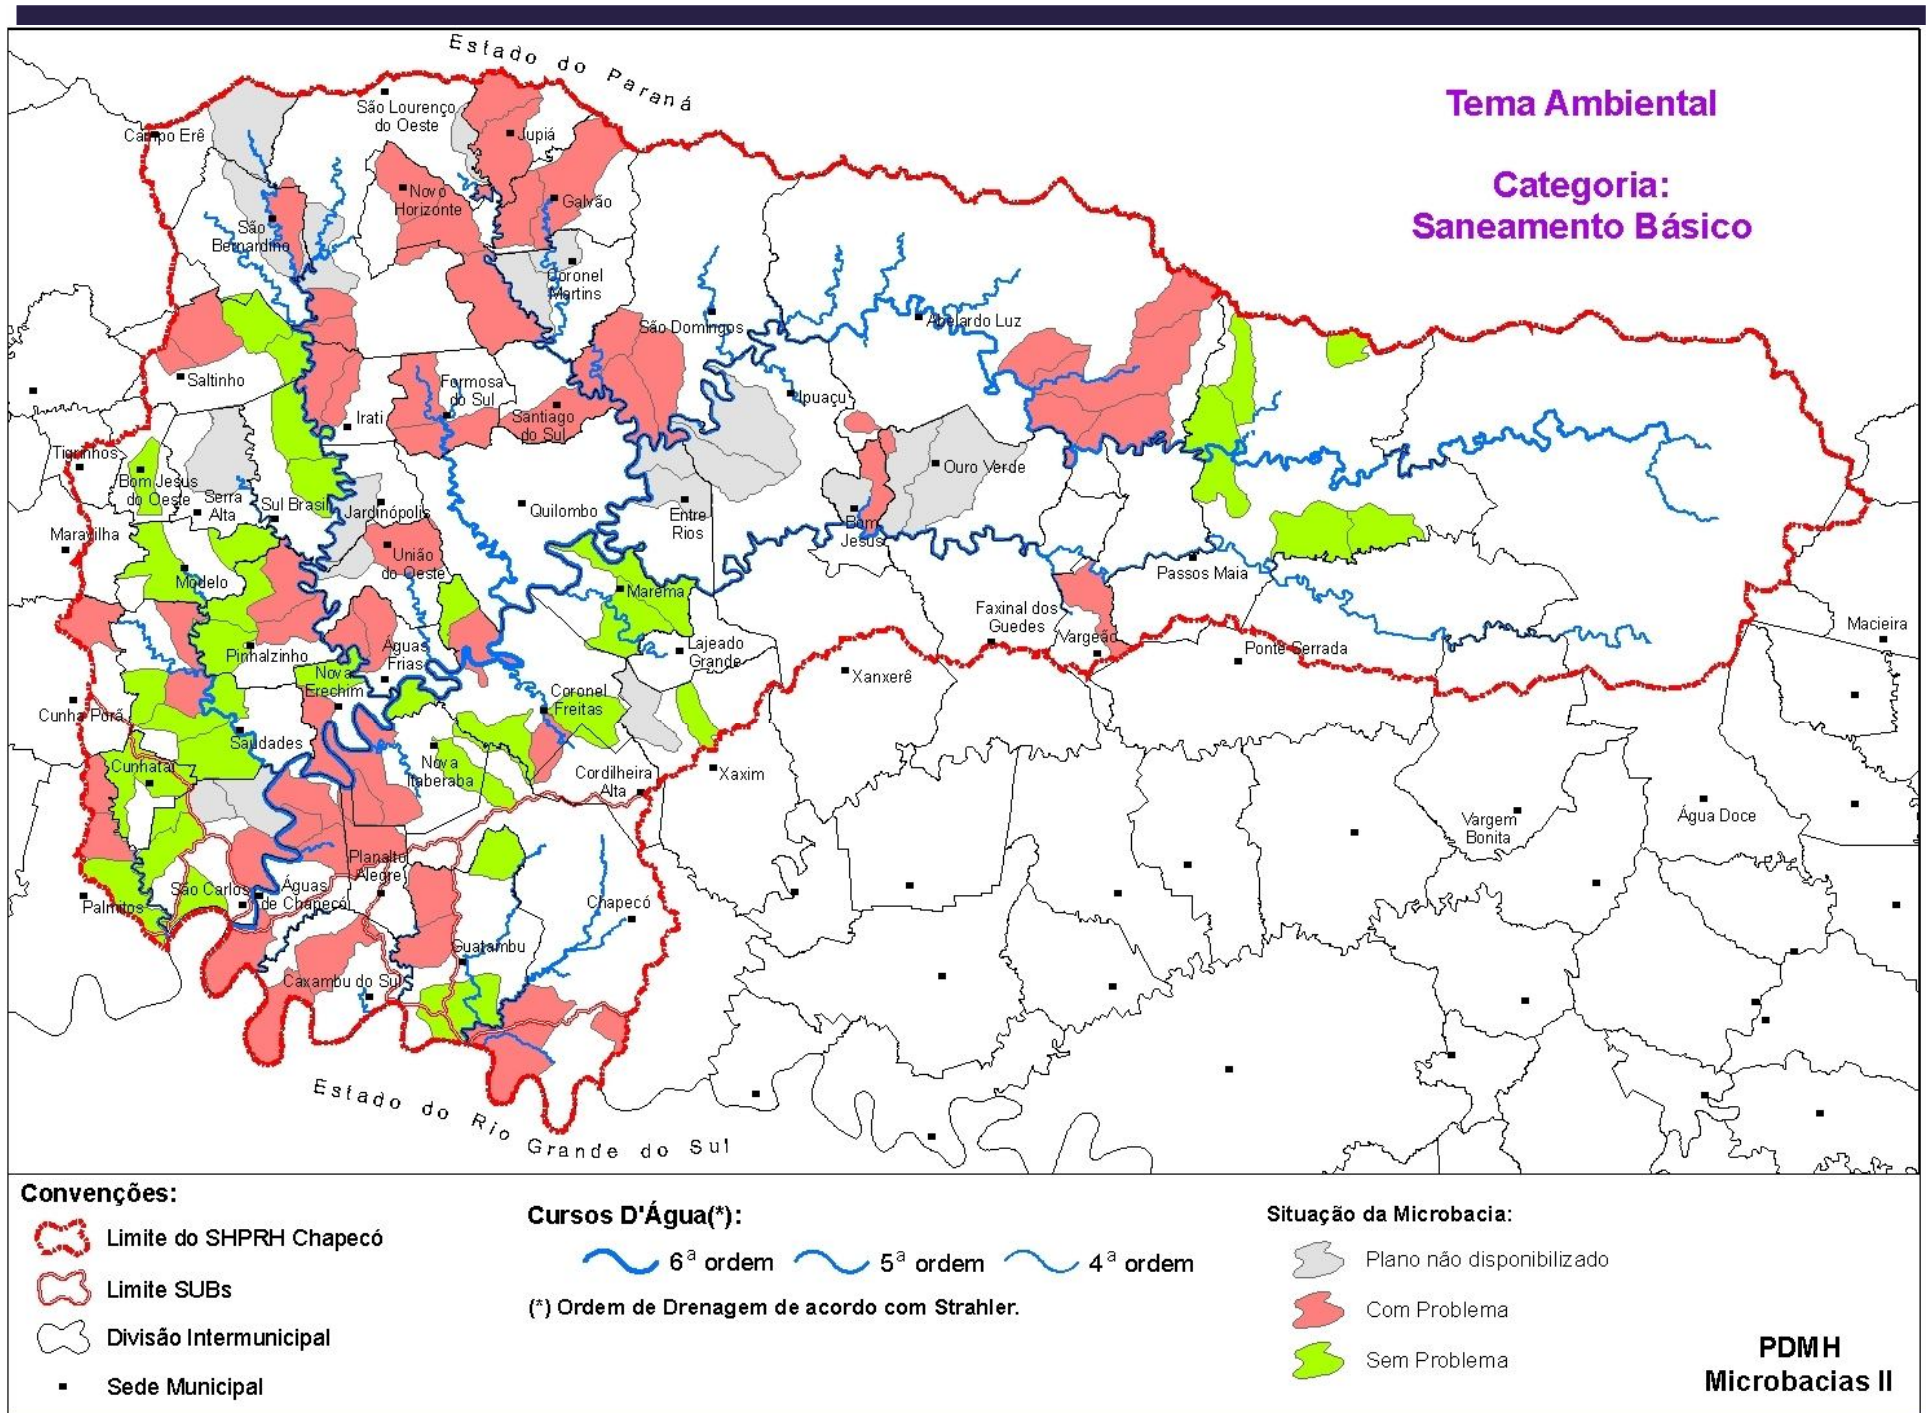 Estado do Paraná
Tema Ambiental
Categoria:
Saneamento Básico
São Lourenço
do Oeste
Campo Erê
Jupiá
Novo
Horizonte
Galvão
São
Bernardino
Coronel
Martins
São Domingos
Abelardo Luz
Saltinho
Formosa
do Sul
Ipuaçu
Irati
Santiago
do Sul
Tigrinhos
Bom Jesus
do Oeste
Serra
Alta
Sul Brasil
Jardinópolis
Quilombo
Entre
Rios
Ouro Verde
Bom
Jesus
Maravilha
Modelo
União
do Oeste
Marema
Passos Maia
Faxinal dos
Guedes
Vargeão
Ponte Serrada
Macieira
Pinhalzinho
Águas
Frias
Lajeado
Grande
Xanxerê
Nova
Erechim
Coronel
Freitas
Cunha Porã
Saudades
Cunhataí
Nova
Itaberaba
Cordilheira
Alta
Xaxim
Vargem
Bonita
Água Doce
Planalto
Alegre
São Carlos
Águas
de Chapecó
Palmitos
Chapecó
Guatambu
Caxambu do Sul
Estado do Rio Grande do Sul
Convenções:
Limite do SHPRH Chapecó
Limite SUBs
Divisão Intermunicipal
Sede Municipal
Cursos D'Água(*):
6ª ordem
5ª ordem
4ª ordem
(*) Ordem de Drenagem de acordo com Strahler.
Situação da Microbacia:
Plano não disponibilizado
Com Problema
Sem Problema
PDMH
Microbacias II